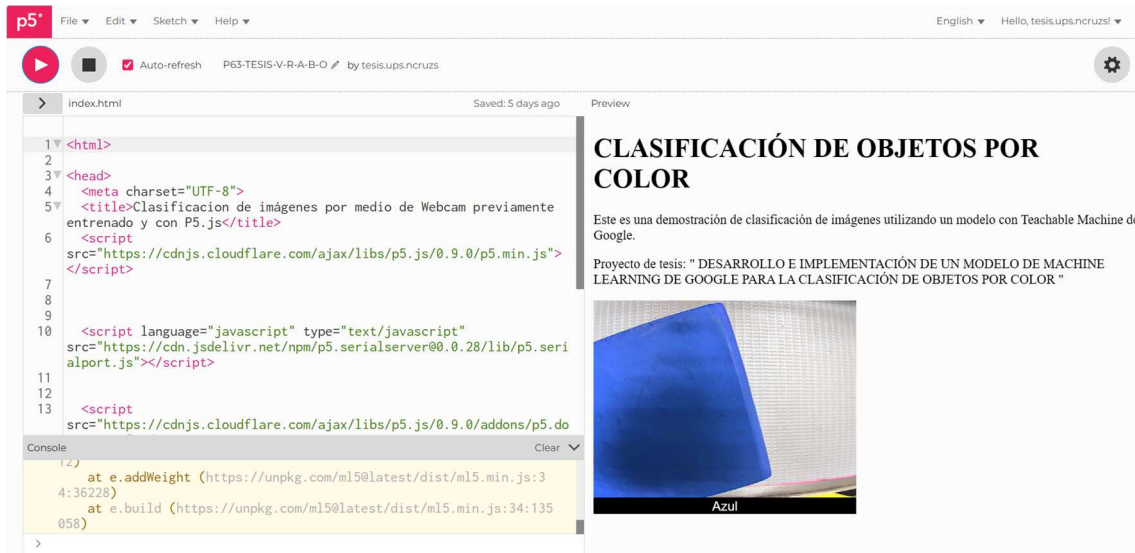 p5* File Edit Sketch Help English Hello, tesis.ups.ncruzs!
Auto-refresh P63-TESIS-V-R-A-B-O by tesis.ups.ncruzs
> index.html Saved: 5 days ago Preview
1 <html>
2
3 <head>
4 <meta charset="UTF-8">
5 <title>Clasificacion de imágenes por medio de Webcam previamente
entrenado y con P5.js</title>
6 <script
src="https://cdnjs.cloudflare.com/ajax/libs/p5.js/0.9.0/p5.min.js">
</script>
7
8
9
10 <script language="javascript" type="text/javascript"
src="https://cdn.jsdelivr.net/npm/p5.serialserver@0.0.28/lib/p5.seri
alport.js"></script>
11
12
13 <script
src="https://cdnjs.cloudflare.com/ajax/libs/p5.js/0.9.0/addons/p5.do
Console Clear
12)
at e.addWeight (https://unpkg.com/ml5@latest/dist/ml5.min.js:3
4:36228)
at e.build (https://unpkg.com/ml5@latest/dist/ml5.min.js:34:135
058)
>
CLASIFICACIÓN DE OBJETOS POR
COLOR
Este es una demostración de clasificación de imágenes utilizando un modelo con Teachable Machine de
Google.
Proyecto de tesis: " DESARROLLO E IMPLEMENTACIÓN DE UN MODELO DE MACHINE
LEARNING DE GOOGLE PARA LA CLASIFICACIÓN DE OBJETOS POR COLOR "
Azul